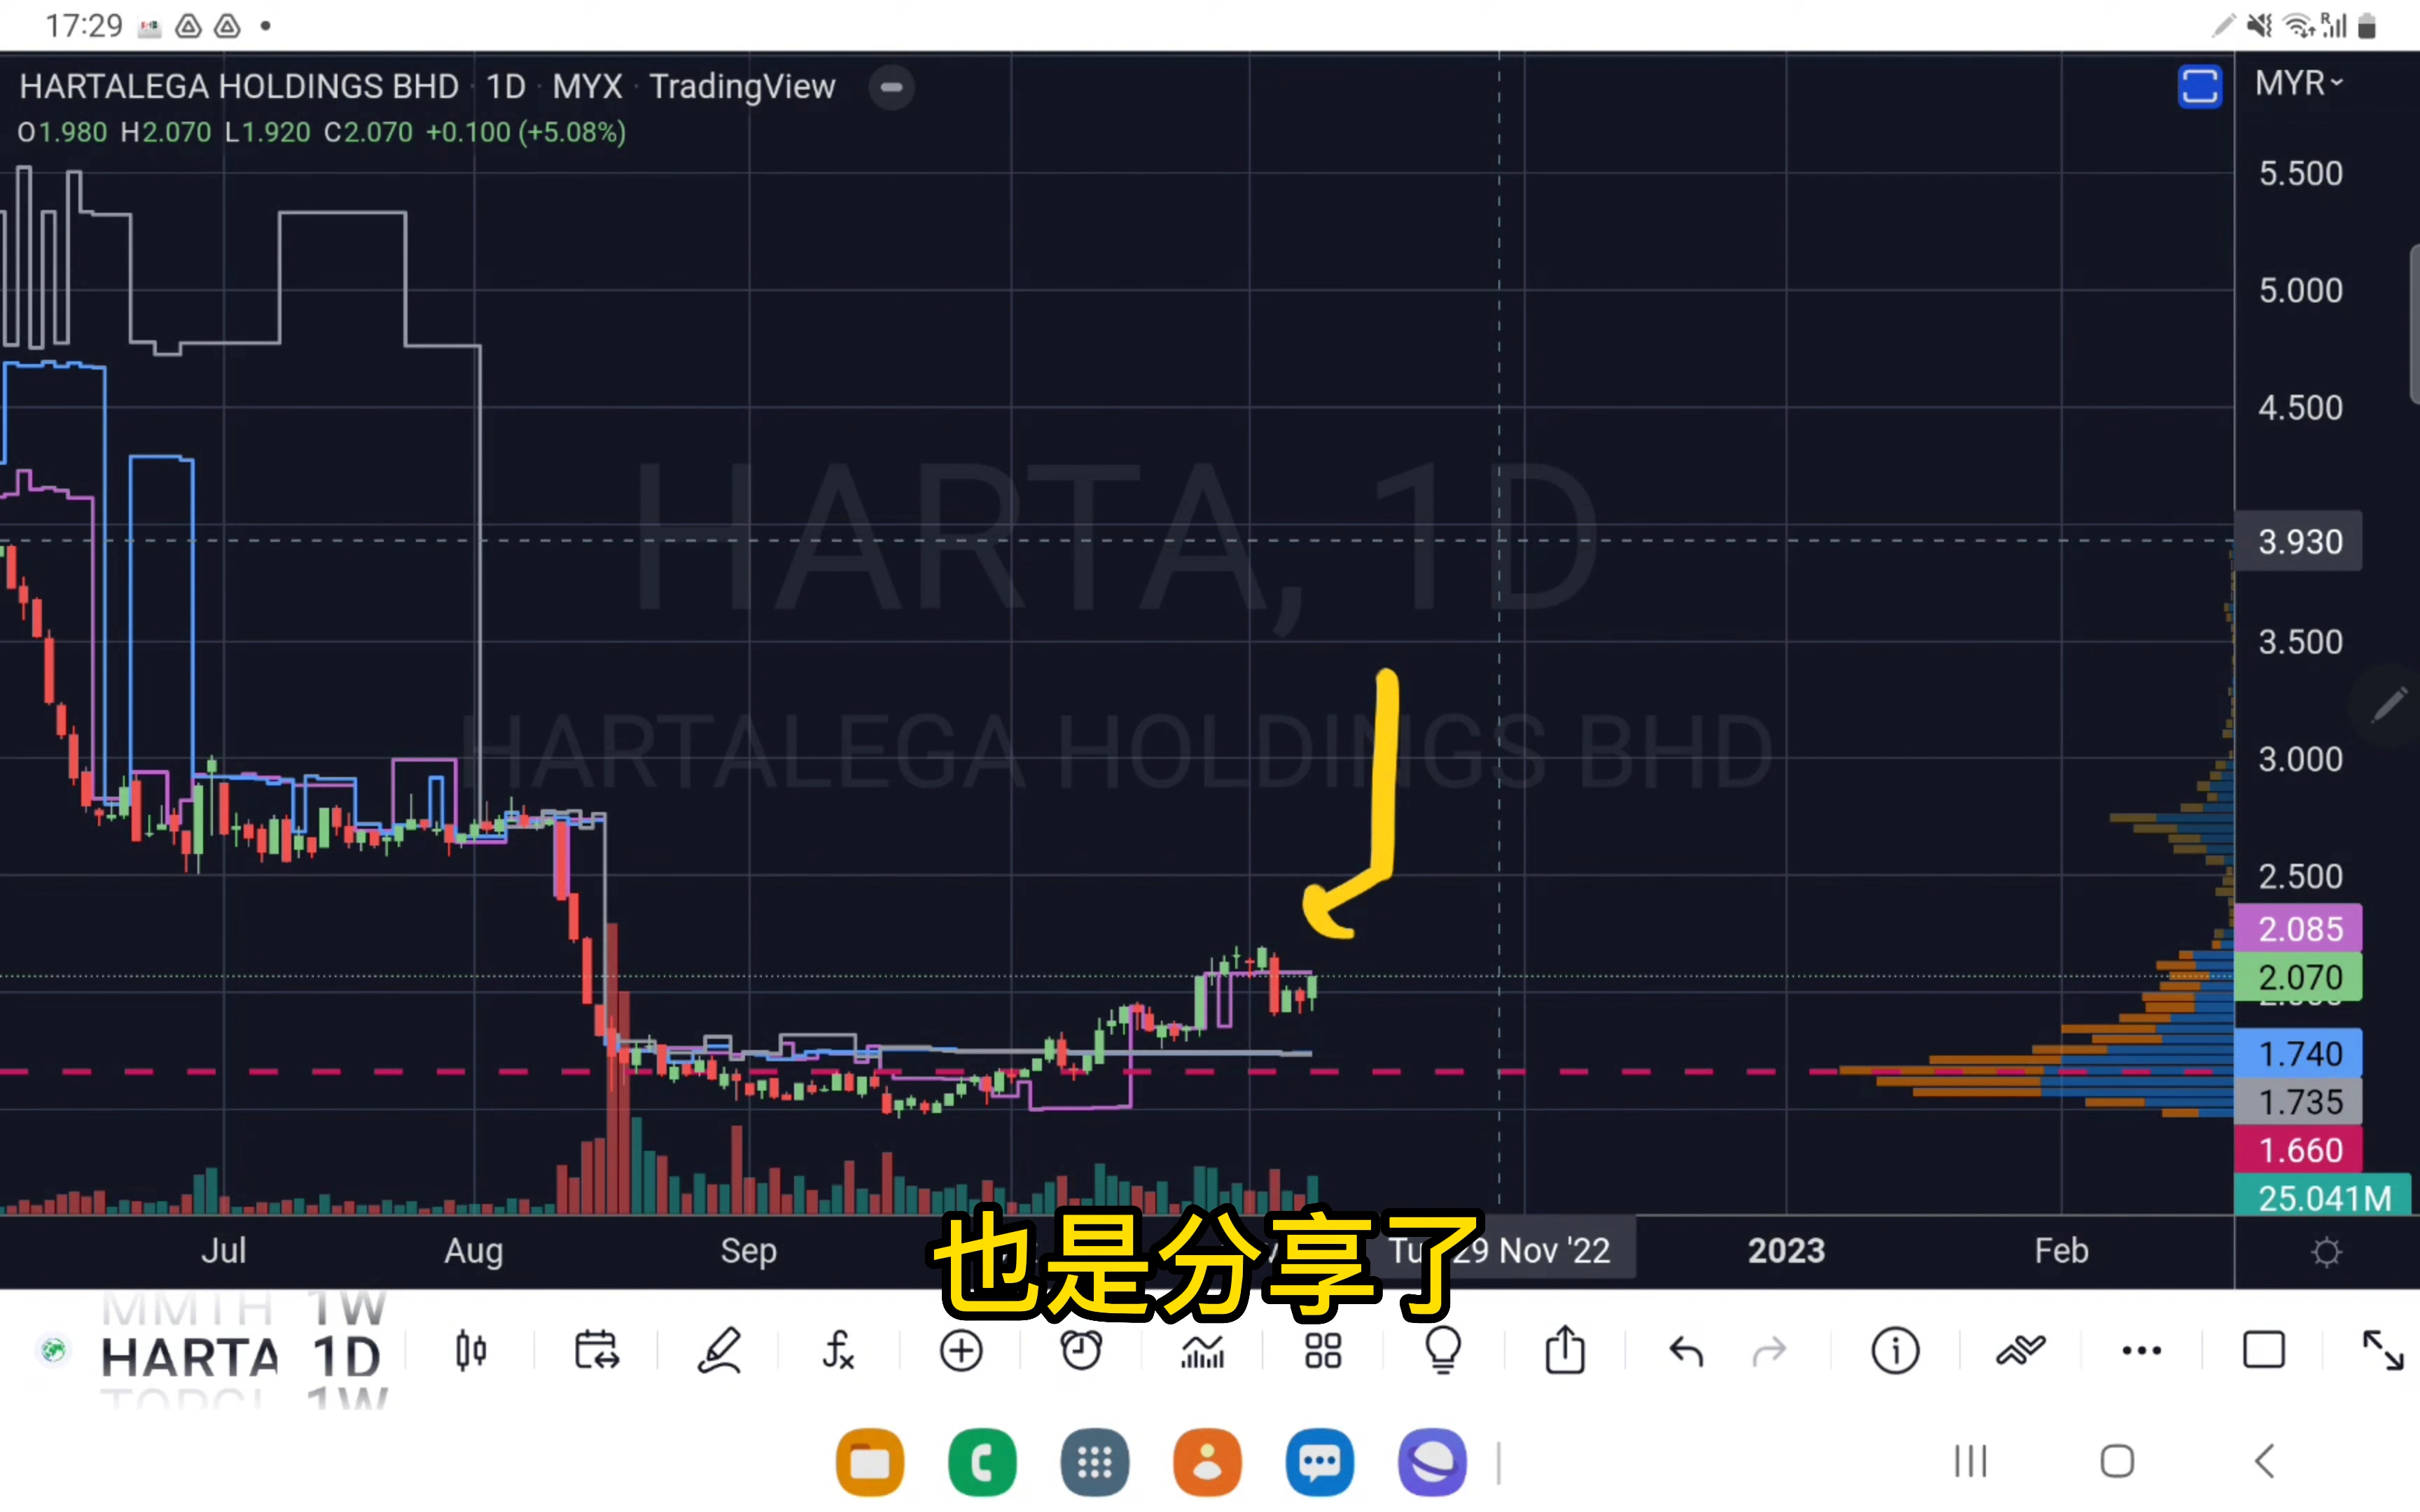 17:29
HARTALEGA HOLDINGS BHD · 1D · MYX · TradingView
MYR
O1.980 H2.070 L1.920 C2.070 +0.100 (+5.08%)
5.500
5.000
4.500
HARTA, 1D
3.930
3.500
HARTALEGA HOLDINGS BHD
3.000
2.500
2.085
2.070
1.740
1.735
1.660
25.041M
Jul Aug Sep 29 Nov '22 2023 Feb
也是分享了
MMTH 1W
HARTA 1D
1W